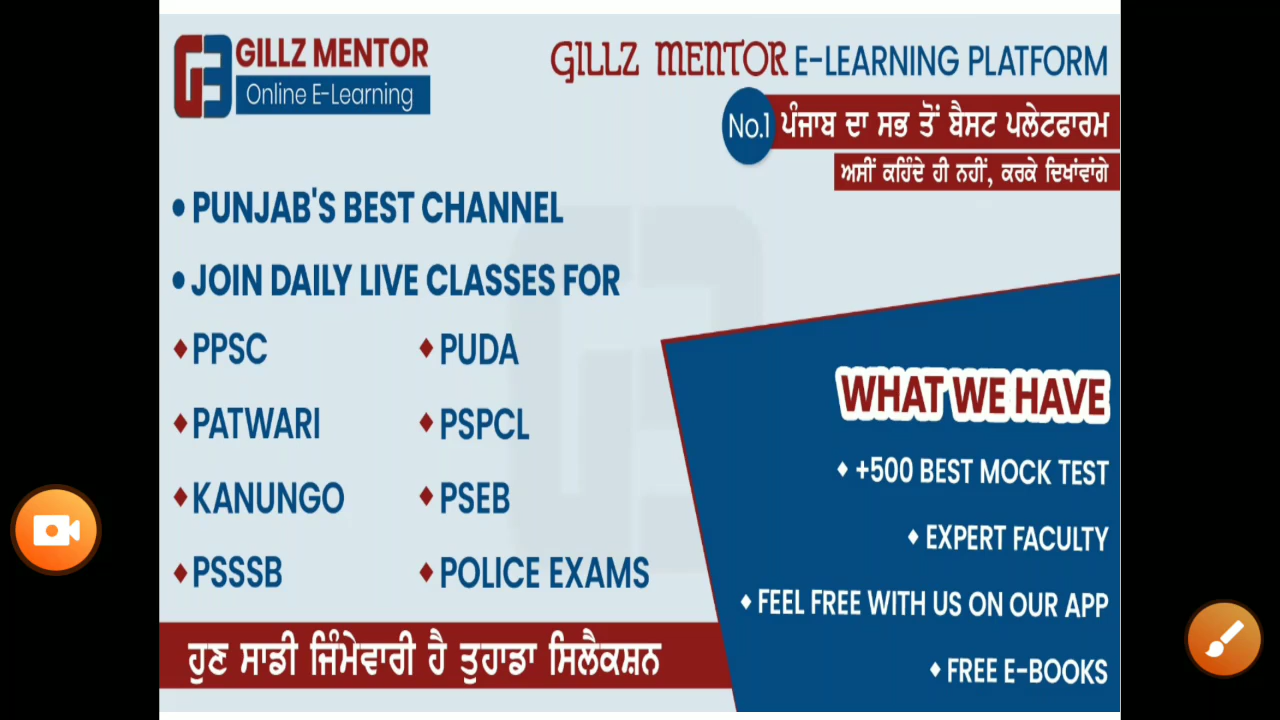 GILLZ MENTOR
Online E-Learning
GILLZ MENTOR E-LEARNING PLATFORM
No.1 ਪੰਜਾਬ ਦਾ ਸਭ ਤੋਂ ਬੈਸਟ ਪਲੇਟਫਾਰਮ
ਅਸੀਂ ਕਹਿੰਦੇ ਹੀ ਨਹੀਂ, ਕਰਕੇ ਦਿਖਾਂਵਾਂਗੇ
• PUNJAB'S BEST CHANNEL
• JOIN DAILY LIVE CLASSES FOR
♦ PPSC
♦ PATWARI
♦ KANUNGO
♦ PSSSB
♦ PUDA
♦ PSPCL
♦ PSEB
♦ POLICE EXAMS
ਹੁਣ ਸਾਡੀ ਜਿੰਮੇਵਾਰੀ ਹੈ ਤੁਹਾਡਾ ਸਿਲੈਕਸ਼ਨ
WHAT WE HAVE
♦ +500 BEST MOCK TEST
♦ EXPERT FACULTY
♦ FEEL FREE WITH US ON OUR APP
♦ FREE E-BOOKS